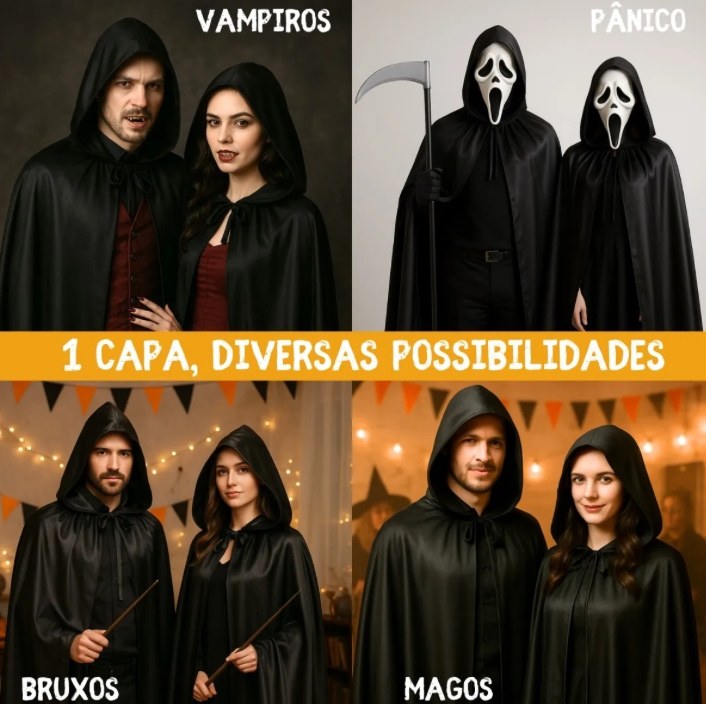 VAMPIROS
PÂNICO
1 CAPA, DIVERSAS POSSIBILIDADES
BRUXOS
MAGOS